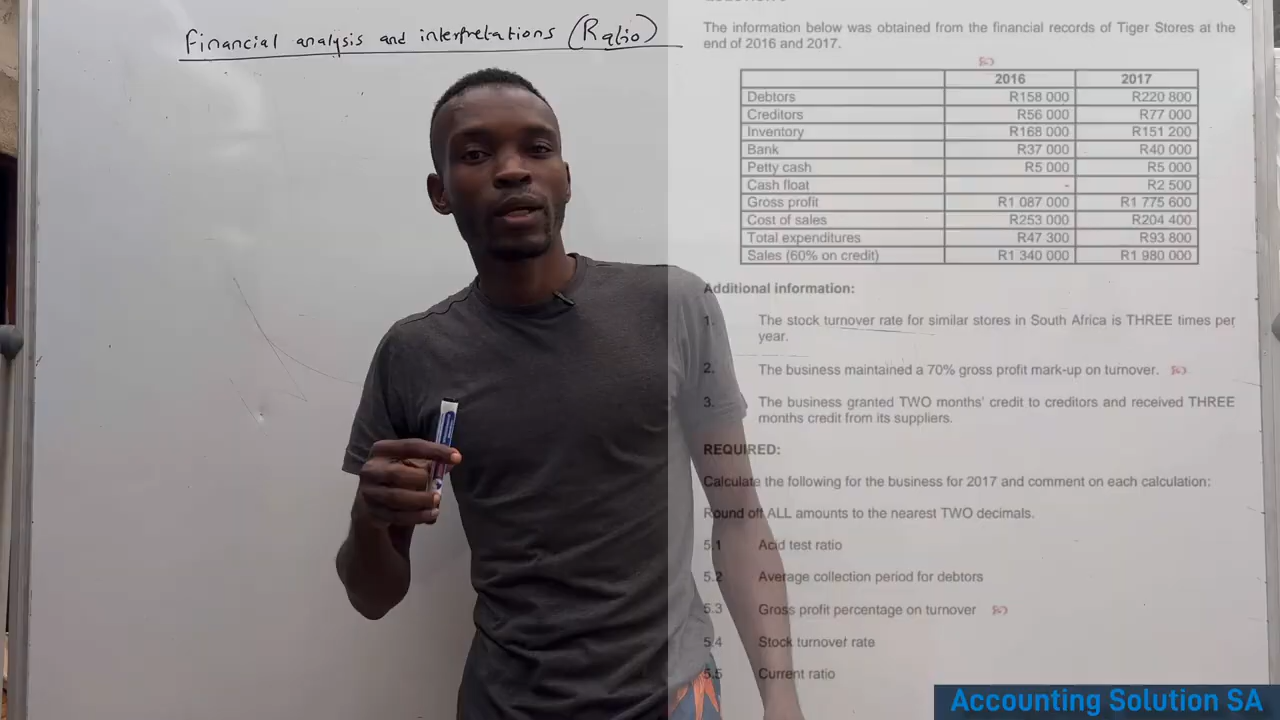 Financial analysis and interpretations (Ratio)
The information below was obtained from the financial records of Tiger Stores at the
end of 2016 and 2017.
2016 2017
Debtors R158 000 R220 800
Creditors R56 000 R77 000
Inventory R168 000 R151 200
Bank R37 000 R40 000
Petty cash R5 000 R5 000
Cash float - R2 500
Gross profit R1 087 000 R1 775 600
Cost of sales R253 000 R204 400
Total expenditures R47 300 R93 800
Sales (60% on credit) R1 340 000 R1 980 000
Additional information:
1. The stock turnover rate for similar stores in South Africa is THREE times per
year.
2. The business maintained a 70% gross profit mark-up on turnover.
3. The business granted TWO months' credit to creditors and received THREE
months credit from its suppliers.
REQUIRED:
Calculate the following for the business for 2017 and comment on each calculation:
Round off ALL amounts to the nearest TWO decimals.
5.1 Acid test ratio
5.2 Average collection period for debtors
5.3 Gross profit percentage on turnover
5.4 Stock turnover rate
5.5 Current ratio
Accounting Solution SA